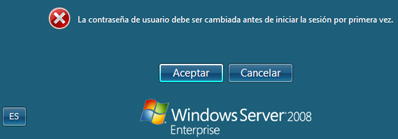 La contraseña de usuario debe ser cambiada antes de iniciar la sesión por primera vez.
Aceptar Cancelar
ES
Windows Server 2008
Enterprise